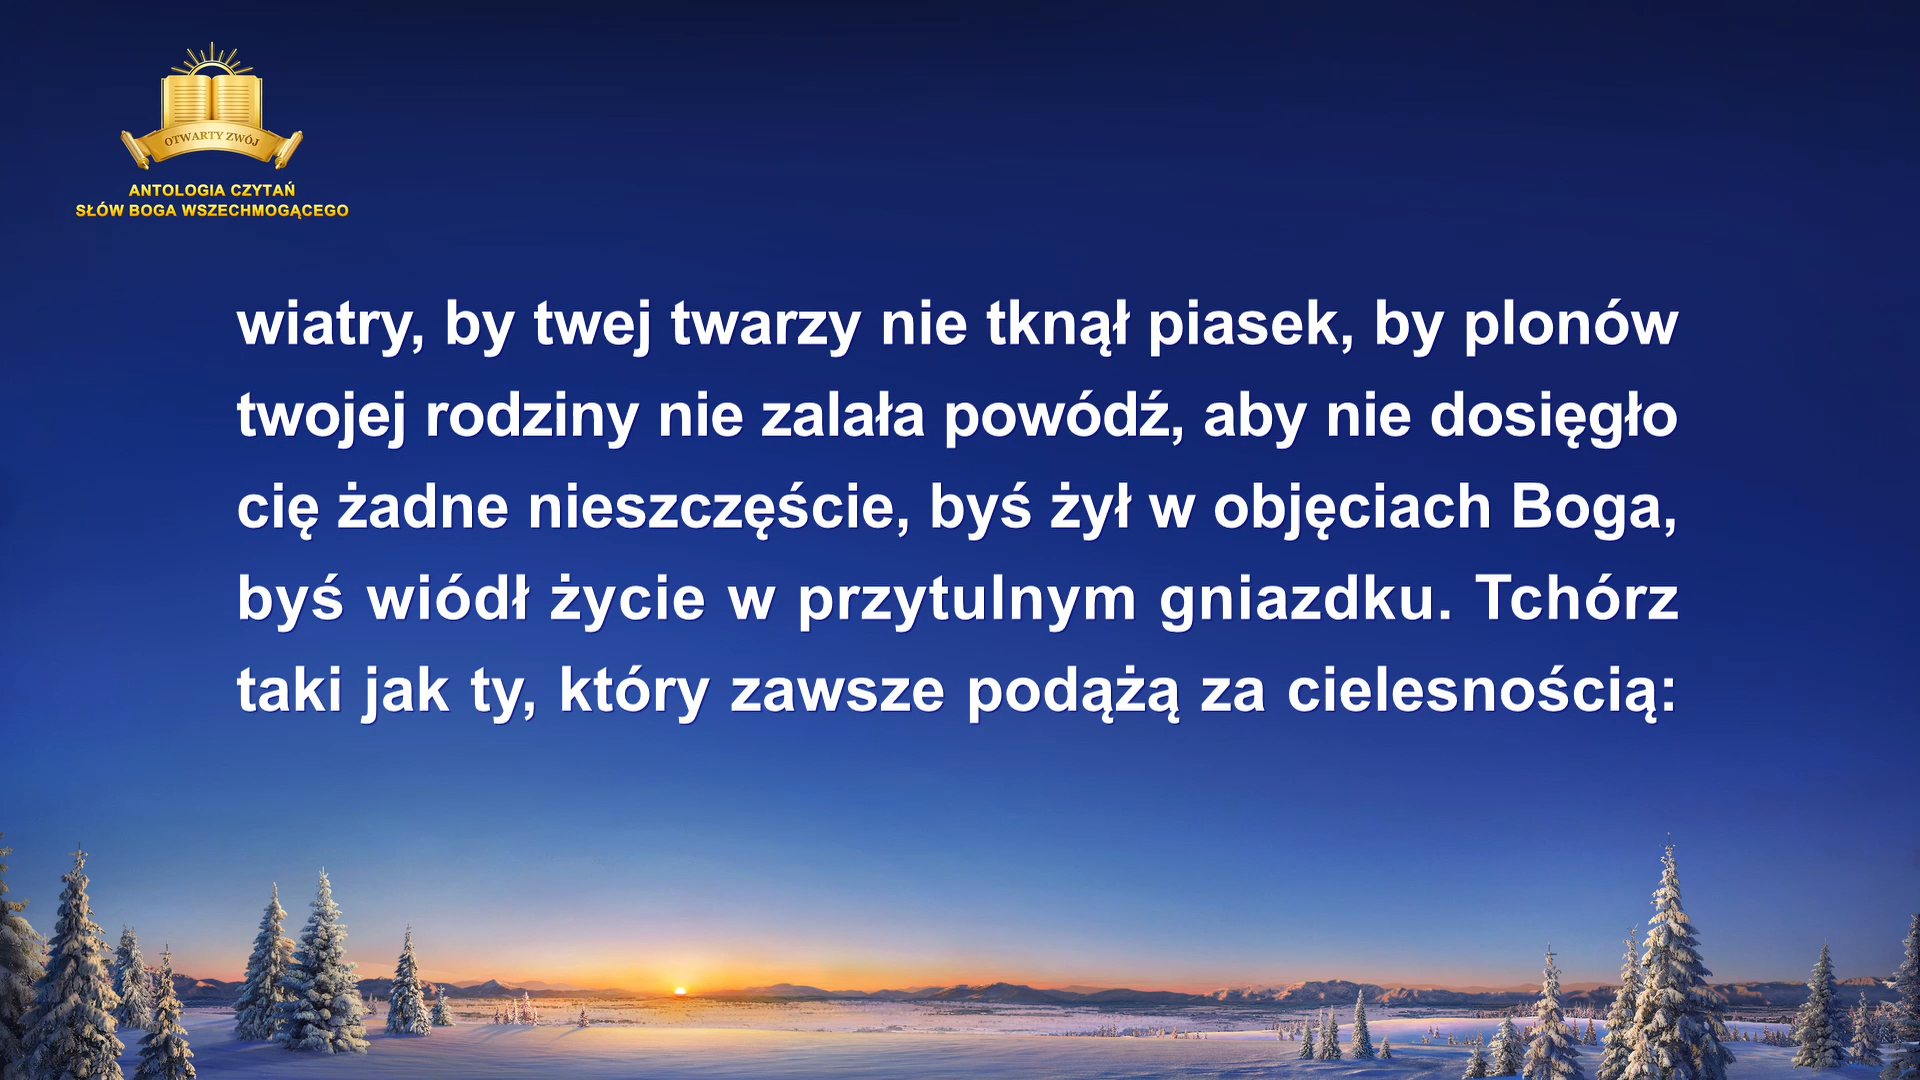 OTWARTY ZWÓJ
ANTOLOGIA CZYTAŃ
SŁÓW BOGA WSZECHMOGĄCEGO
wiatry, by twej twarzy nie tknął piasek, by plonów
twojej rodziny nie zalała powódź, aby nie dosięgło
cię żadne nieszczęście, byś żył w objęciach Boga,
byś wiódł życie w przytulnym gniazdku. Tchórz
taki jak ty, który zawsze podążą za cielesnością: